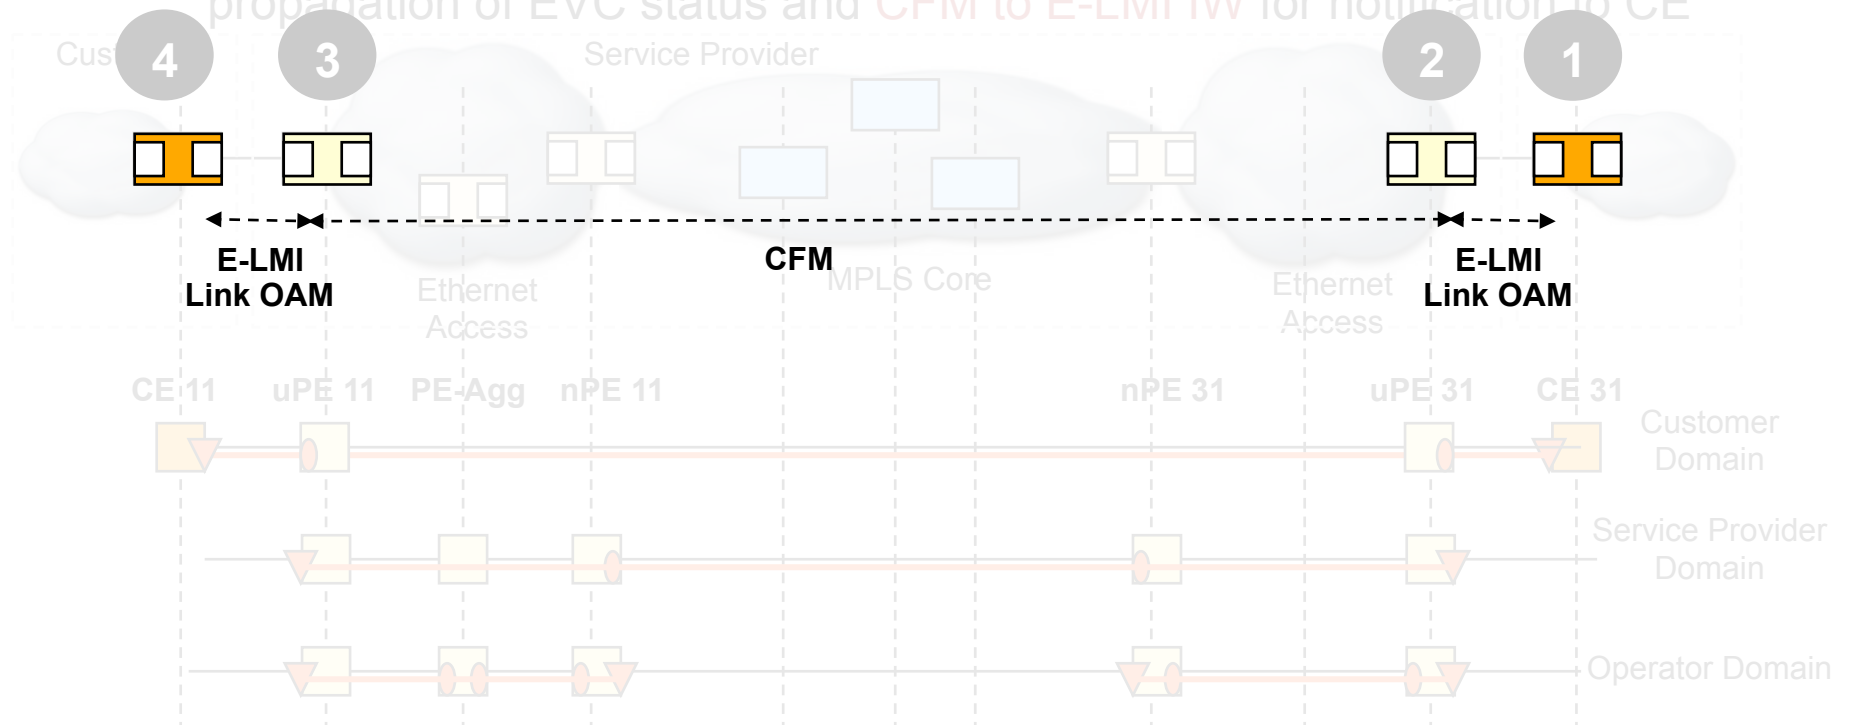 propagation of EVC status and CFM to E-LMI IW for notification to CE
Service Provider
4
3
2
1
E-LMI
Link OAM
CFM
E-LMI
Link OAM
MPLS Core
Ethernet
Access
Ethernet
Access
CE 11
uPE 11
PE-Agg
nPE 11
nPE 31
uPE 31
CE 31
Customer
Domain
Service Provider
Domain
Operator Domain